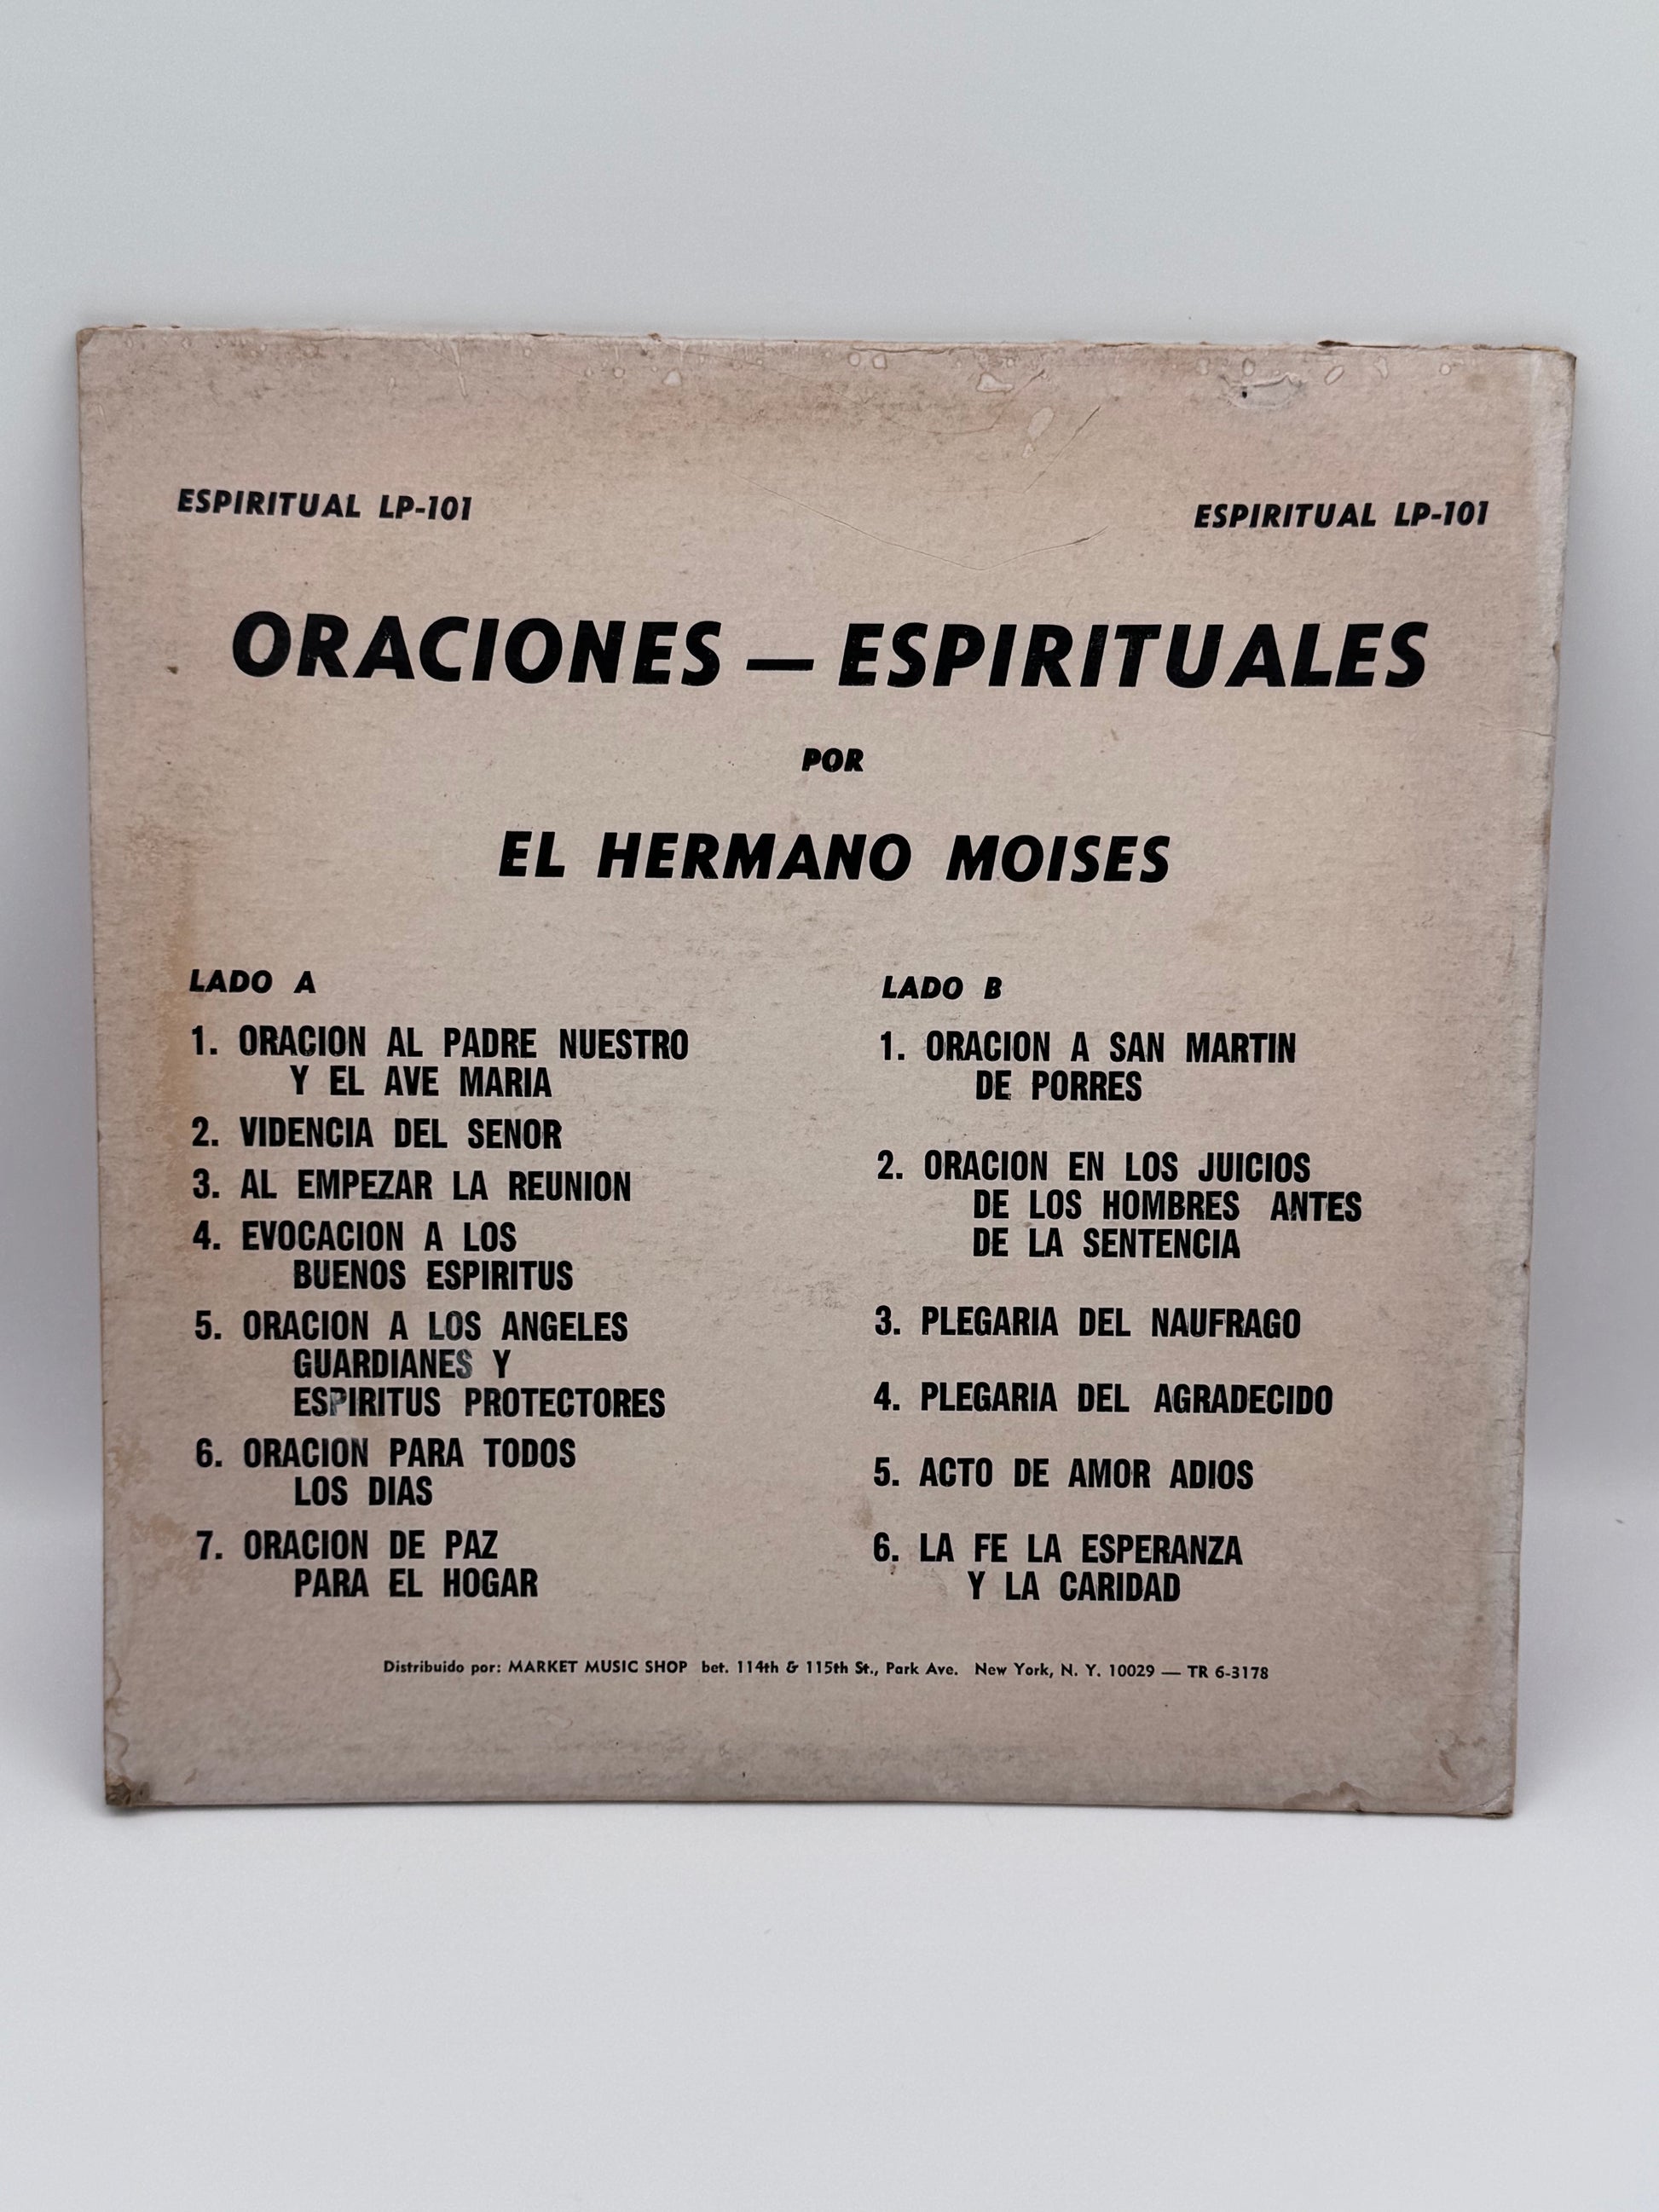 ESPIRITUAL LP-101
ESPIRITUAL LP-101
ORACIONES — ESPIRITUALES
POR
EL HERMANO MOISES
LADO A
1. ORACION AL PADRE NUESTRO
Y EL AVE MARIA
2. VIDENCIA DEL SENOR
3. AL EMPEZAR LA REUNION
4. EVOCACION A LOS
BUENOS ESPIRITUS
5. ORACION A LOS ANGELES
GUARDIANES Y
ESPIRITUS PROTECTORES
6. ORACION PARA TODOS
LOS DIAS
7. ORACION DE PAZ
PARA EL HOGAR
LADO B
1. ORACION A SAN MARTIN
DE PORRES
2. ORACION EN LOS JUICIOS
DE LOS HOMBRES ANTES
DE LA SENTENCIA
3. PLEGARIA DEL NAUFRAGO
4. PLEGARIA DEL AGRADECIDO
5. ACTO DE AMOR ADIOS
6. LA FE LA ESPERANZA
Y LA CARIDAD
Distribuido por: MARKET MUSIC SHOP bet. 114th & 115th St., Park Ave. New York, N. Y. 10029 — TR 6-3178